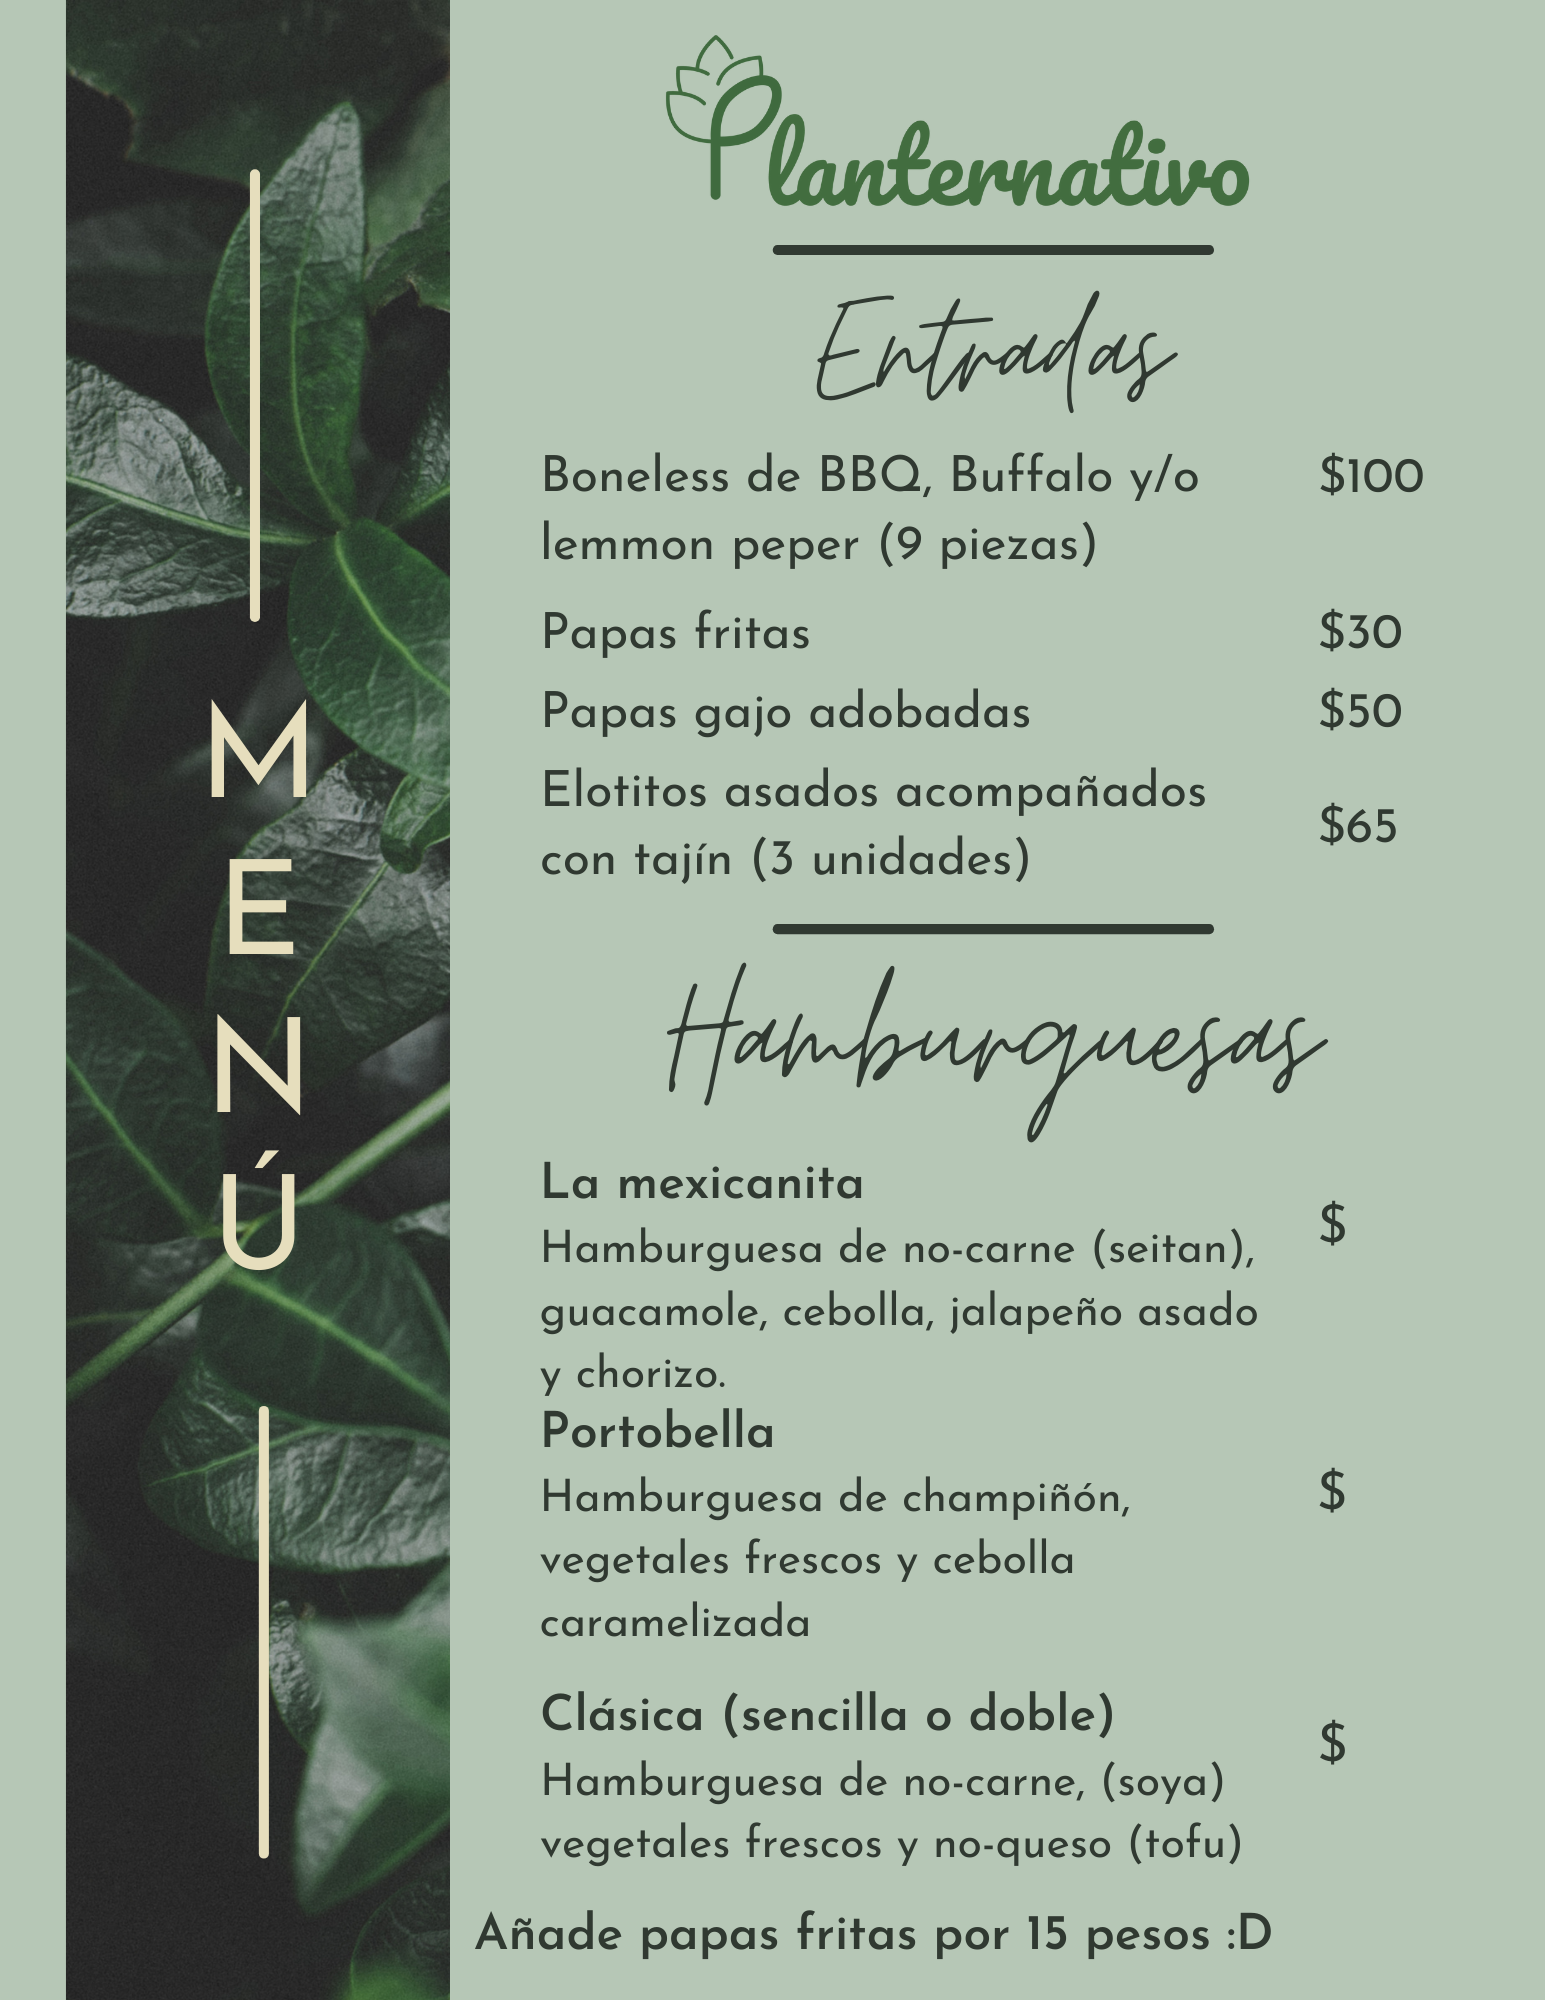 MENÚ
Planternativo
Entradas
Boneless de BBQ, Buffalo y/o $100
lemmon peper (9 piezas)
Papas fritas $30
Papas gajo adobadas $50
Elotitos asados acompañados
con tajín (3 unidades) $65
Hamburguesas
La mexicanita $
Hamburguesa de no-carne (seitan),
guacamole, cebolla, jalapeño asado
y chorizo.
Portobella
Hamburguesa de champiñón, $
vegetales frescos y cebolla
caramelizada
Clásica (sencilla o doble) $
Hamburguesa de no-carne, (soya)
vegetales frescos y no-queso (tofu)
Añade papas fritas por 15 pesos :D